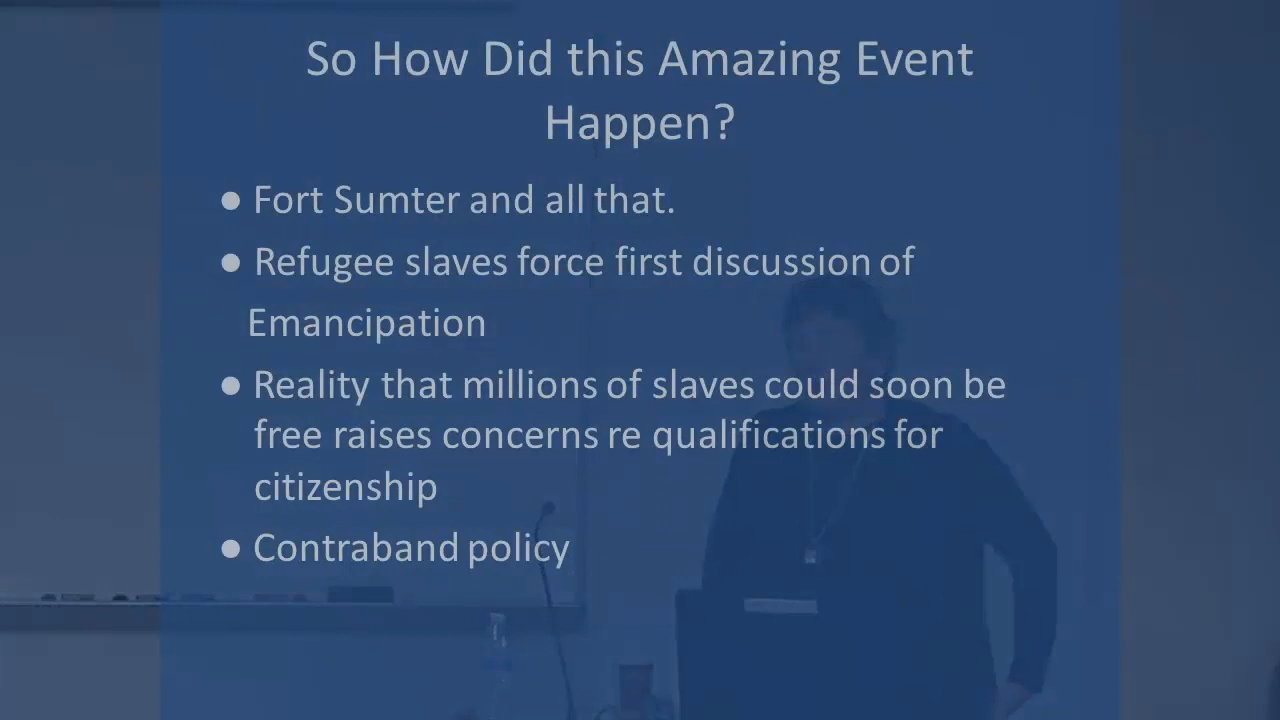 So How Did this Amazing Event
Happen?
● Fort Sumter and all that.
● Refugee slaves force first discussion of
Emancipation
● Reality that millions of slaves could soon be
free raises concerns re qualifications for
citizenship
● Contraband policy